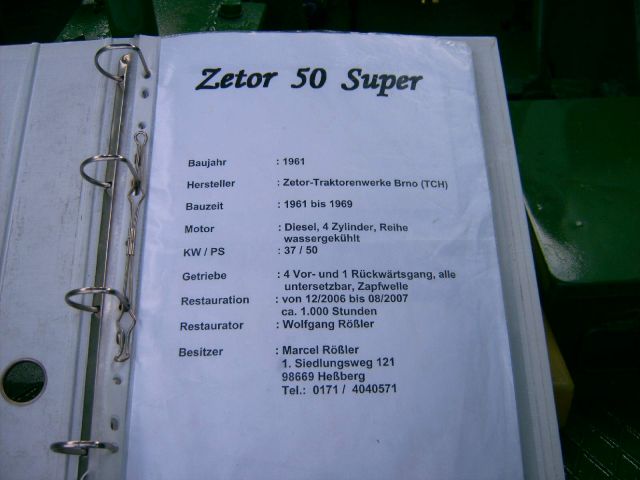 Zetor 50 Super
Baujahr : 1961
Hersteller : Zetor-Traktorenwerke Brno (TCH)
Bauzeit : 1961 bis 1969
Motor : Diesel, 4 Zylinder, Reihe
wassergekühlt
KW / PS : 37 / 50
Getriebe : 4 Vor- und 1 Rückwärtsgang, alle
untersetzbar, Zapfwelle
Restauration : von 12/2006 bis 08/2007
ca. 1.000 Stunden
Restaurator : Wolfgang Rößler
Besitzer : Marcel Rößler
1. Siedlungsweg 121
98669 Heßberg
Tel.: 0171 / 4040571